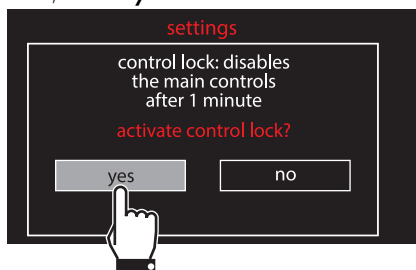 settings
control lock: disables
the main controls
after 1 minute
activate control lock?
yes
no